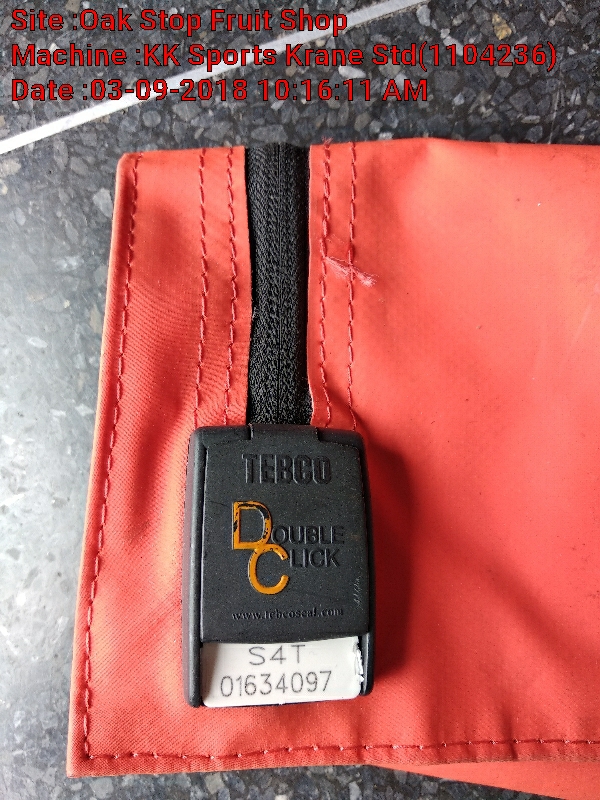 Site :Oak Stop Fruit Shop
Machine :KK Sports Krane Std(1104236)
Date :03-09-2018 10:16:11 AM
TEBCO
DOUBLE
CLICK
www.tebcoseal.com
S4T
01634097